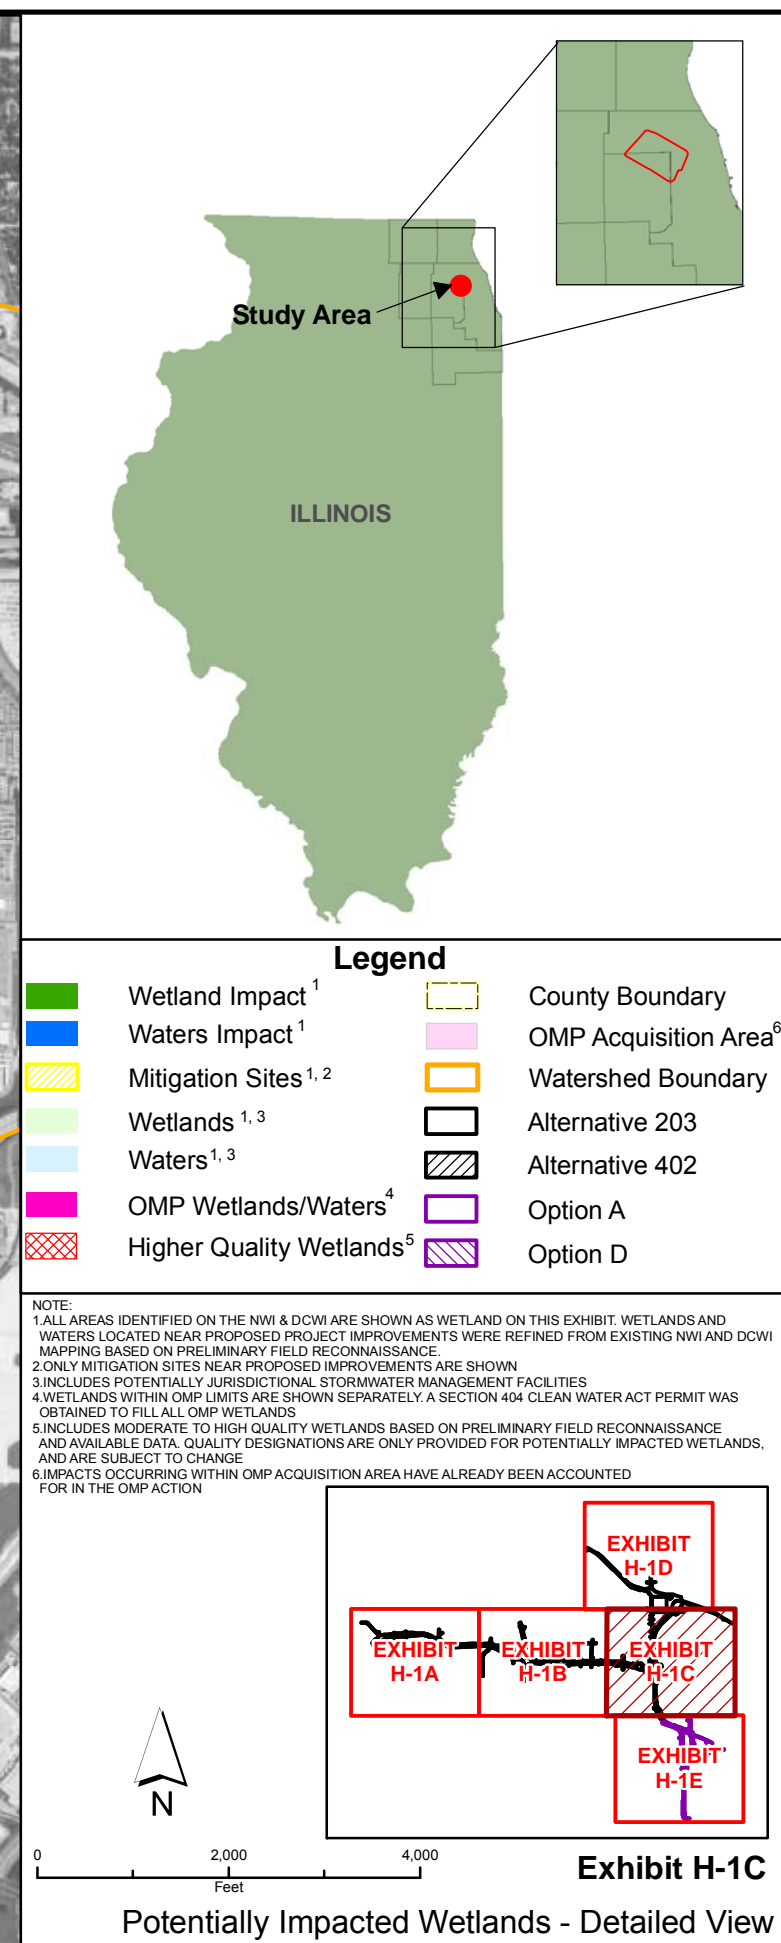 Study Area
ILLINOIS
Legend
Wetland Impact 1
Waters Impact 1
Mitigation Sites 1, 2
Wetlands 1, 3
Waters 1, 3
OMP Wetlands/Waters 4
Higher Quality Wetlands 5
County Boundary
OMP Acquisition Area 6
Watershed Boundary
Alternative 203
Alternative 402
Option A
Option D
NOTE:
1.ALL AREAS IDENTIFIED ON THE NWI & DCWI ARE SHOWN AS WETLAND ON THIS EXHIBIT. WETLANDS AND
WATERS LOCATED NEAR PROPOSED PROJECT IMPROVEMENTS WERE REFINED FROM EXISTING NWI AND DCWI
MAPPING BASED ON PRELIMINARY FIELD RECONNAISSANCE.
2.ONLY MITIGATION SITES NEAR PROPOSED IMPROVEMENTS ARE SHOWN
3.INCLUDES POTENTIALLY JURISDICTIONAL STORMWATER MANAGEMENT FACILITIES
4.WETLANDS WITHIN OMP LIMITS ARE SHOWN SEPARATELY. A SECTION 404 CLEAN WATER ACT PERMIT WAS
OBTAINED TO FILL ALL OMP WETLANDS
5.INCLUDES MODERATE TO HIGH QUALITY WETLANDS BASED ON PRELIMINARY FIELD RECONNAISSANCE
AND AVAILABLE DATA. QUALITY DESIGNATIONS ARE ONLY PROVIDED FOR POTENTIALLY IMPACTED WETLANDS,
AND ARE SUBJECT TO CHANGE
6.IMPACTS OCCURRING WITHIN OMP ACQUISITION AREA HAVE ALREADY BEEN ACCOUNTED
FOR IN THE OMP ACTION
EXHIBIT
H-1D
EXHIBIT
H-1A
EXHIBIT
H-1B
EXHIBIT
H-1C
EXHIBIT
H-1E
N
0 2,000 4,000
Feet
Exhibit H-1C
Potentially Impacted Wetlands - Detailed View